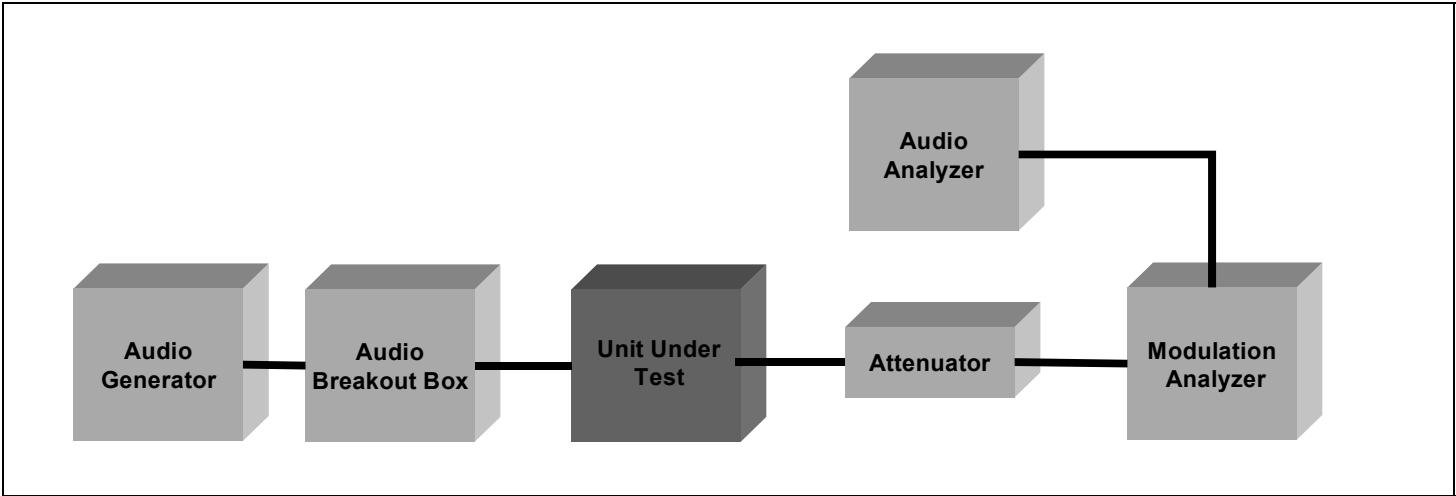 Audio
Analyzer
Audio
Generator
Audio
Breakout Box
Unit Under
Test
Attenuator
Modulation
Analyzer